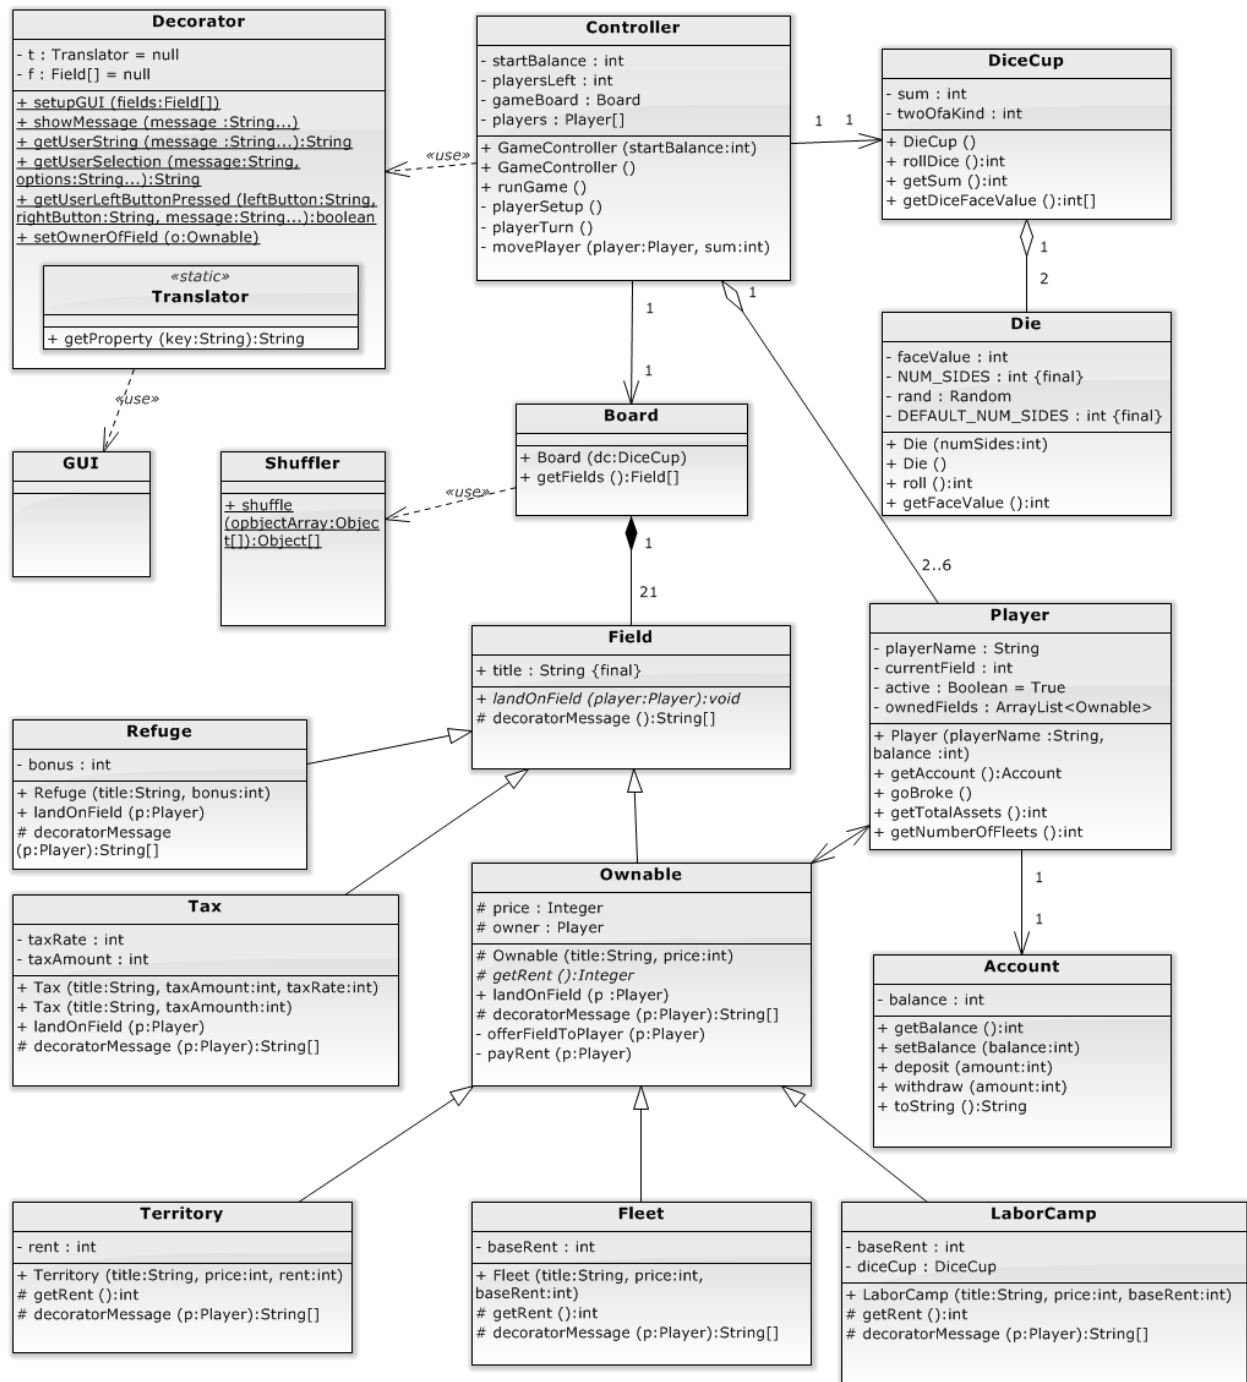 Decorator
- t : Translator = null
- f : Field[] = null
+ setupGUI (fields:Field[])
+ showMessage (message :String...)
+ getUserString (message :String...):String
+ getUserSelection (message:String,
options:String...):String
+ getUserLeftButtonPressed (leftButton:String,
rightButton:String, message:String...):boolean
+ setOwnerOfField (o:Ownable)
«static»
Translator
+ getProperty (key:String):String
«use»
Controller
- startBalance : int
- playersLeft : int
- gameBoard : Board
- players : Player[]
+ GameController (startBalance:int)
+ GameController ()
+ runGame ()
- playerSetup ()
- playerTurn ()
- movePlayer (player:Player, sum:int)
1 1
DiceCup
- sum : int
- twoOfaKind : int
+ DieCup ()
+ rollDice ():int
+ getSum ():int
+ getDiceFaceValue ():int[]
1
2
Die
- faceValue : int
- NUM_SIDES : int {final}
- rand : Random
- DEFAULT_NUM_SIDES : int {final}
+ Die (numSides:int)
+ Die ()
+ roll ():int
+ getFaceValue ():int
1
1
1
2..6
«use»
GUI
Shuffler
+ shuffle
(opbjectArray:Objec
t[]):Object[]
«use»
Board
+ Board (dc:DiceCup)
+ getFields ():Field[]
1
21
Field
+ title : String {final}
+ landOnField (player:Player):void
# decoratorMessage ():String[]
Player
- playerName : String
- currentField : int
- active : Boolean = True
- ownedFields : ArrayList<Ownable>
+ Player (playerName :String,
balance :int)
+ getAccount ():Account
+ goBroke ()
+ getTotalAssets ():int
+ getNumberOfFleets ():int
1
1
Refuge
- bonus : int
+ Refuge (title:String, bonus:int)
+ landOnField (p:Player)
# decoratorMessage
(p:Player):String[]
Tax
- taxRate : int
- taxAmount : int
+ Tax (title:String, taxAmount:int, taxRate:int)
+ Tax (title:String, taxAmounth:int)
+ landOnField (p:Player)
# decoratorMessage (p:Player):String[]
Ownable
# price : Integer
# owner : Player
# Ownable (title:String, price:int)
# getRent ():Integer
+ landOnField (p :Player)
# decoratorMessage (p:Player):String[]
- offerFieldToPlayer (p:Player)
- payRent (p:Player)
Account
- balance : int
+ getBalance ():int
+ setBalance (balance:int)
+ deposit (amount:int)
+ withdraw (amount:int)
+ toString ():String
Territory
- rent : int
+ Territory (title:String, price:int, rent:int)
# getRent ():int
# decoratorMessage (p:Player):String[]
Fleet
- baseRent : int
+ Fleet (title:String, price:int,
baseRent:int)
# getRent ():int
# decoratorMessage (p:Player):String[]
LaborCamp
- baseRent : int
- diceCup : DiceCup
+ LaborCamp (title:String, price:int, baseRent:int)
# getRent ():int
# decoratorMessage (p:Player):String[]